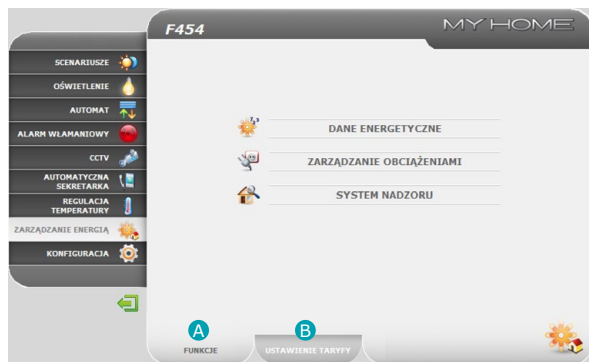 F454
MY HOME
SCENARIUSZE
OŚWIETLENIE
AUTOMAT
ALARM WŁAMANIOWY
CCTV
AUTOMATYCZNA
SEKRETARKA
REGULACJA
TEMPERATURY
ZARZĄDZANIE ENERGIĄ
KONFIGURACJA
DANE ENERGETYCZNE
ZARZĄDZANIE OBCIĄŻENIAMI
SYSTEM NADZORU
A
B
FUNKCJE
USTAWIENIE TARYFY